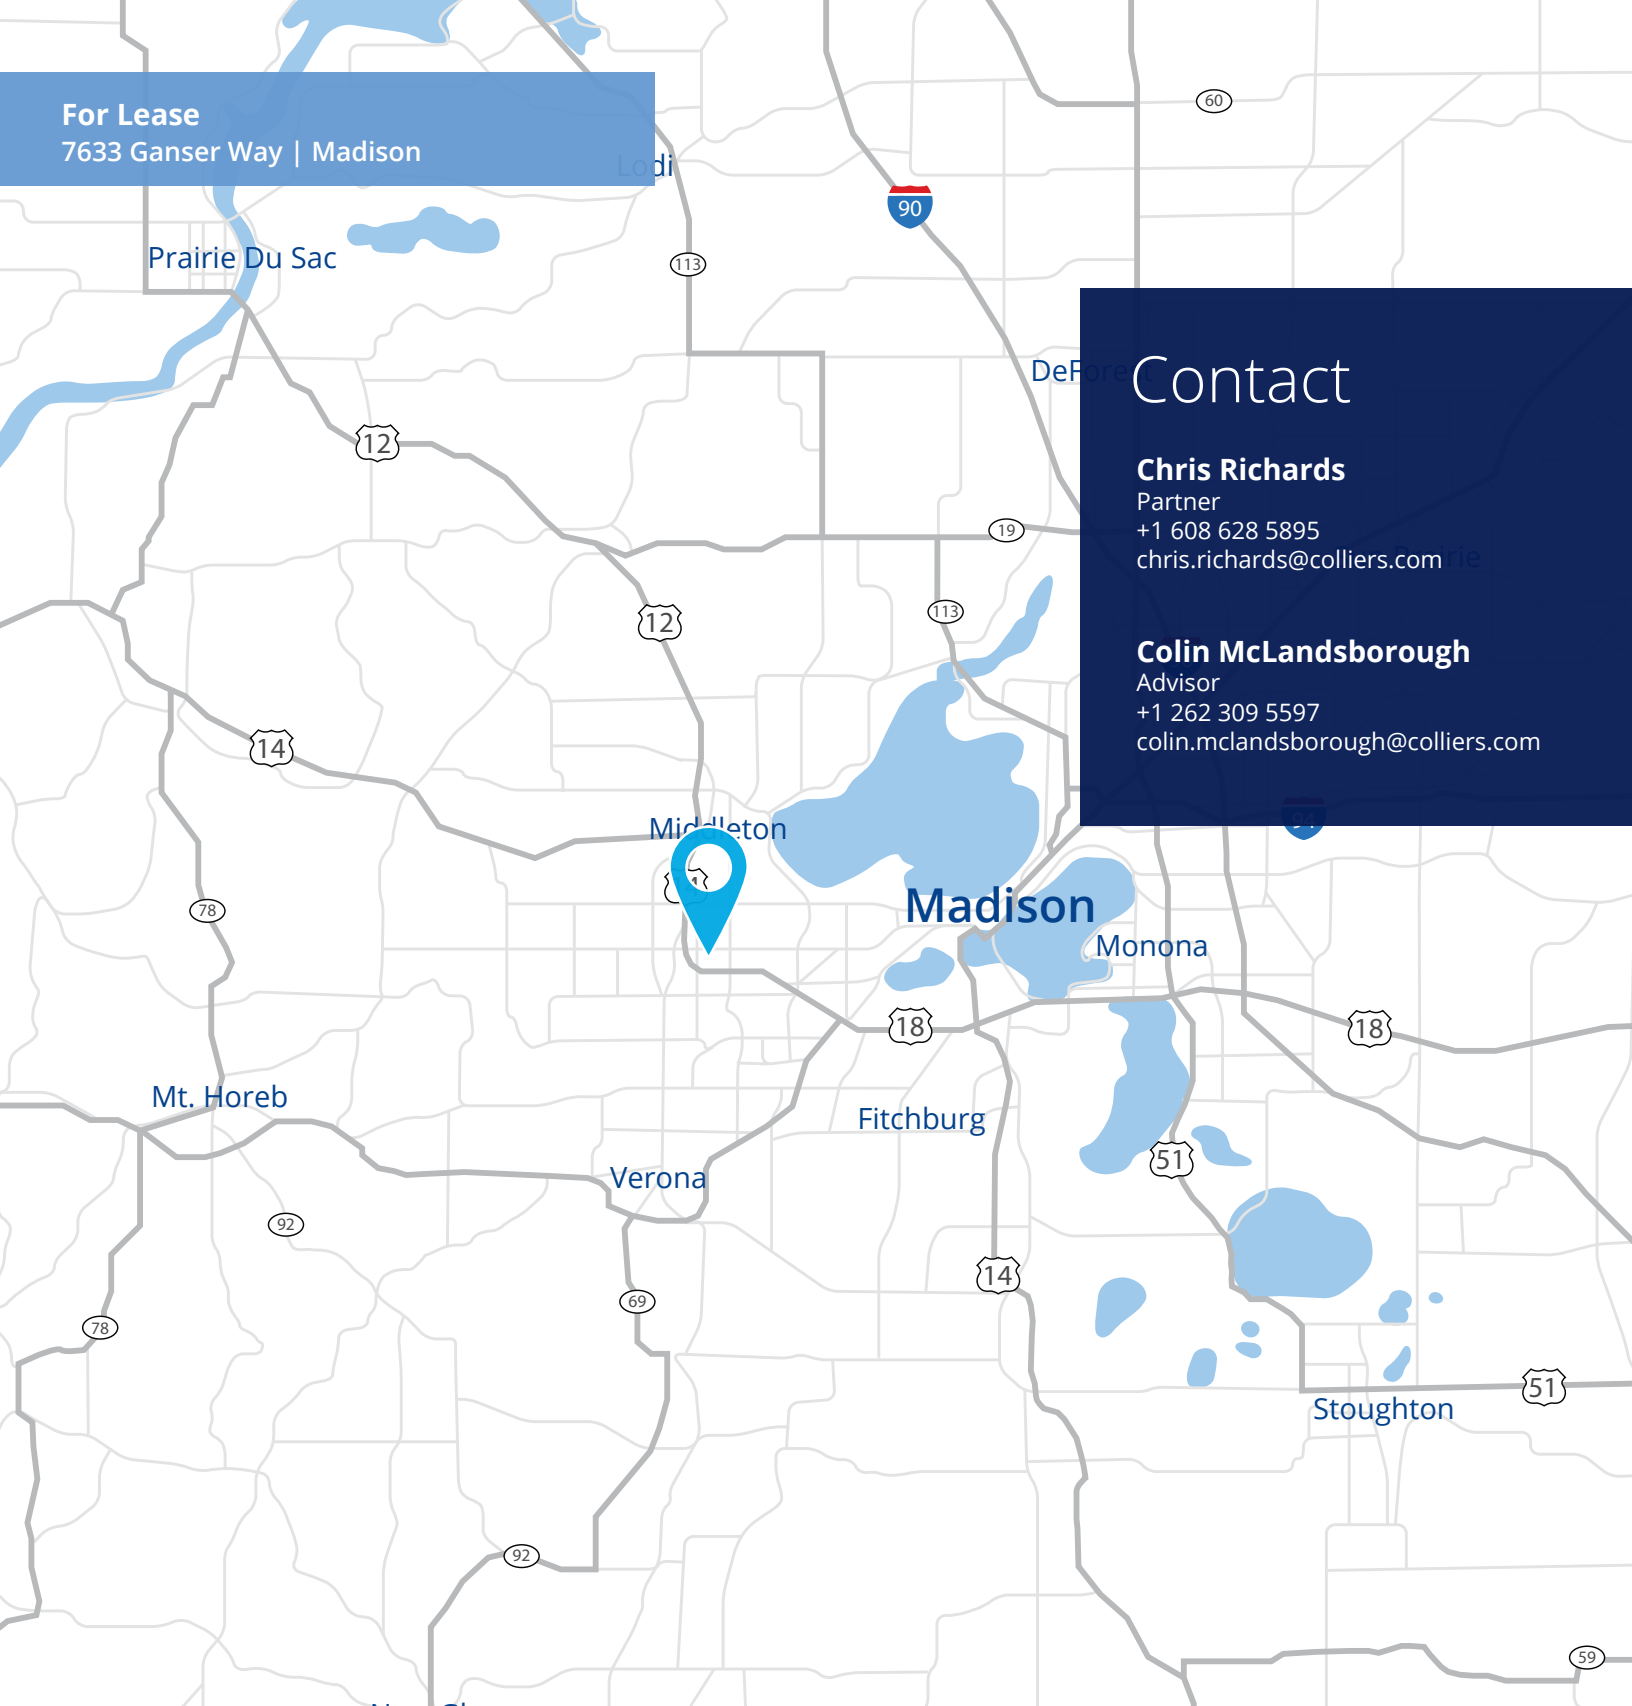 For Lease
7633 Ganser Way | Madison
60
Lodi
90
Prairie Du Sac
113
DeForest
Contact
12
Chris Richards
Partner
+1 608 628 5895
chris.richards@colliers.com
19
12
113
Colin McLandsborough
Advisor
+1 262 309 5597
colin.mclandsborough@colliers.com
14
94
Middleton
14
78
Madison
Monona
18
18
Mt. Horeb
Fitchburg
51
Verona
92
14
69
78
51
Stoughton
92
59